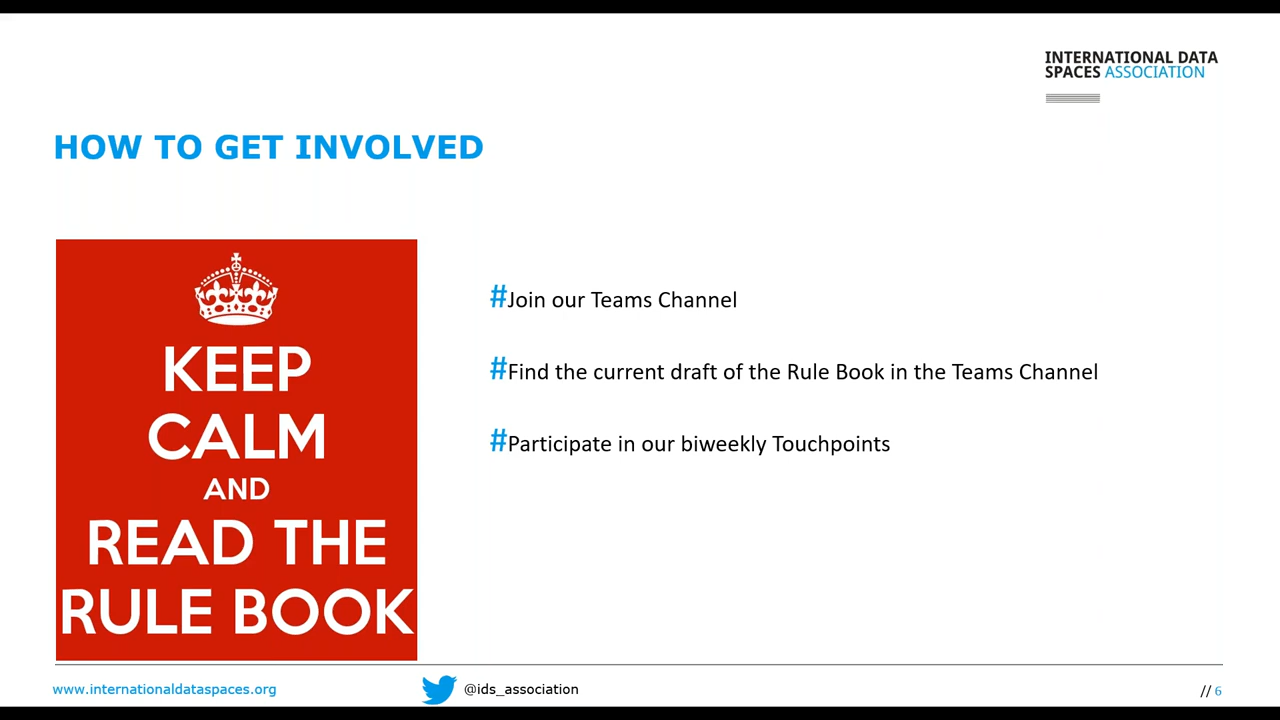 INTERNATIONAL DATA
SPACES ASSOCIATION
HOW TO GET INVOLVED
KEEP
CALM
AND
READ THE
RULE BOOK
#Join our Teams Channel
#Find the current draft of the Rule Book in the Teams Channel
#Participate in our biweekly Touchpoints
www.internationaldataspaces.org
@ids_association
// 6